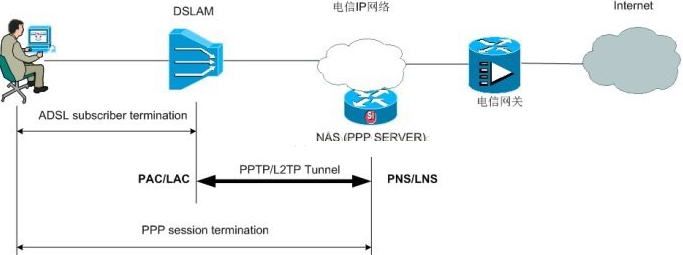 DSLAM
电信IP网络
Internet
电信网关
Si
NAS (PPP SERVER)
ADSL subscriber termination
PPTP/L2TP Tunnel
PAC/LAC
PNS/LNS
PPP session termination